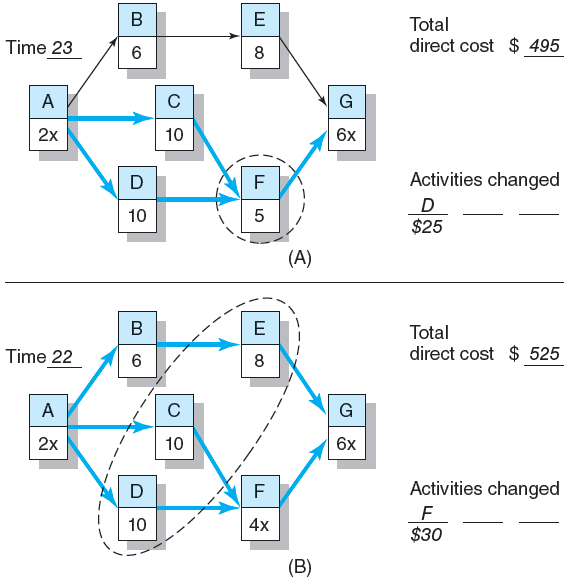 B
E
Total
Time 23
6
8
direct cost $ 495
A
C
G
2x
10
6x
D
F
Activities changed
10
5
D
$25
(A)
B
E
Total
Time 22
6
8
direct cost $ 525
A
C
G
2x
10
6x
D
F
Activities changed
10
4x
F
$30
(B)